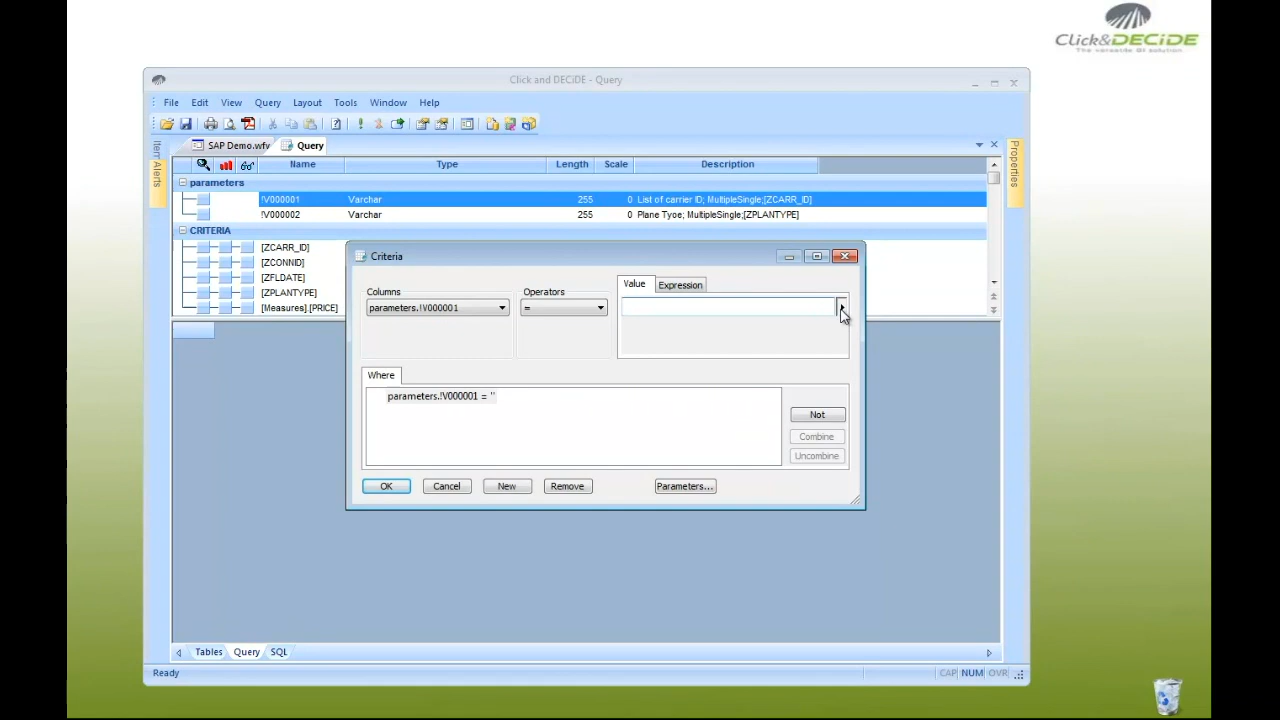 Click&DECiDE
The versatile BI solution
Click and DECiDE - Query
File Edit View Query Layout Tools Window Help
Item Alerts
SAP Demo.wfy Query
Properties
Name Type Length Scale Description
parameters
!V000001 Varchar 255 0 List of carrier ID; MultipleSingle;[ZCARR_ID]
!V000002 Varchar 255 0 Plane Tyoe; MultipleSingle;[ZPLANTYPE]
CRITERIA
[ZCARR_ID]
[ZCONNID]
[ZFLDATE]
[ZPLANTYPE]
[Measures].[PRICE]
Criteria
Columns Operators Value Expression
parameters.!V000001 =
Where
parameters.!V000001 = ''
Not
Combine
Uncombine
OK Cancel New Remove Parameters...
Tables Query SQL
Ready CAP NUM OVR